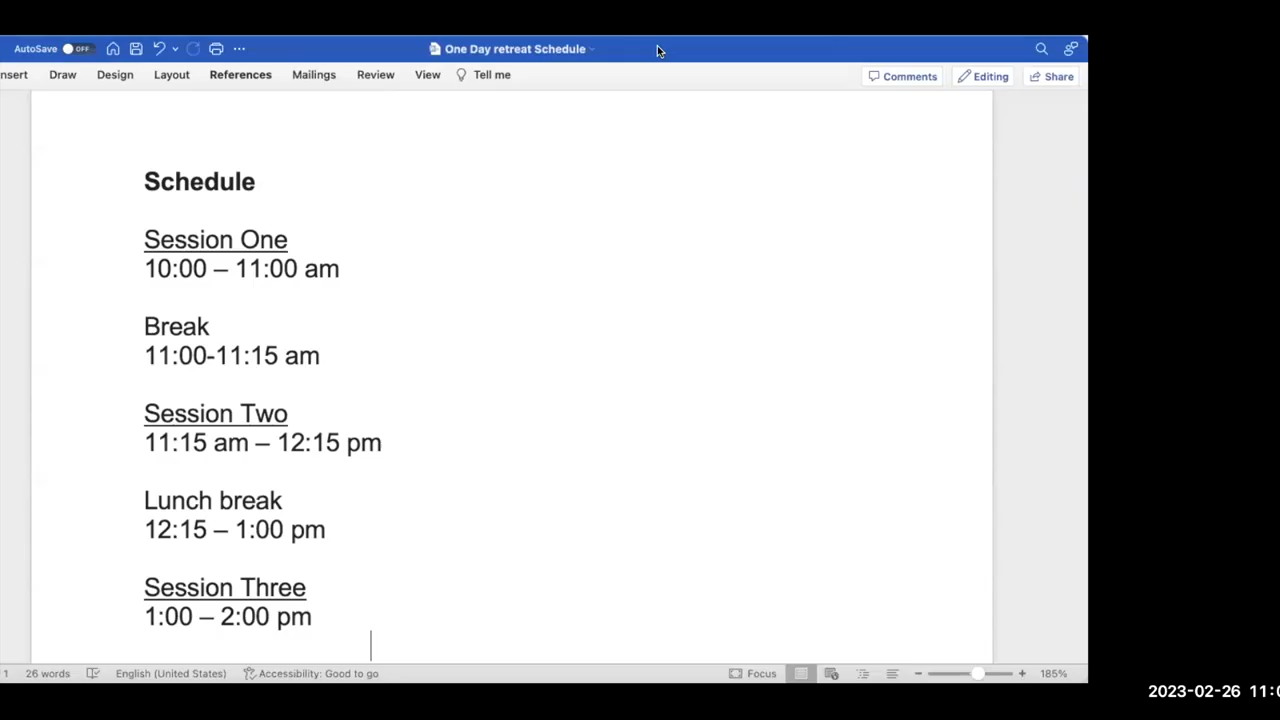 AutoSave OFF One Day retreat Schedule
nsert Draw Design Layout References Mailings Review View Tell me Comments Editing Share
Schedule
Session One
10:00 – 11:00 am
Break
11:00-11:15 am
Session Two
11:15 am – 12:15 pm
Lunch break
12:15 – 1:00 pm
Session Three
1:00 – 2:00 pm
1 26 words English (United States) Accessibility: Good to go Focus 185%
2023-02-26 11:0